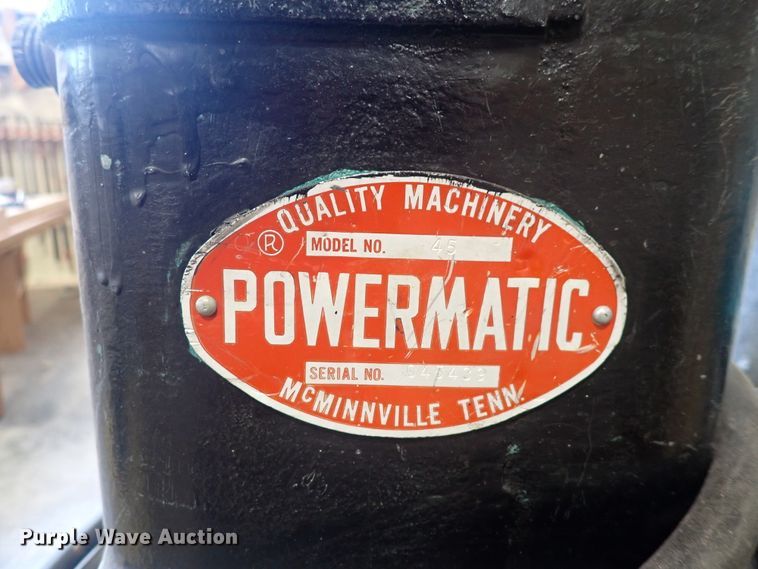 QUALITY MACHINERY
®
MODEL NO. 45
POWERMATIC
SERIAL NO.
McMINNVILLE TENN.
Purple Wave Auction